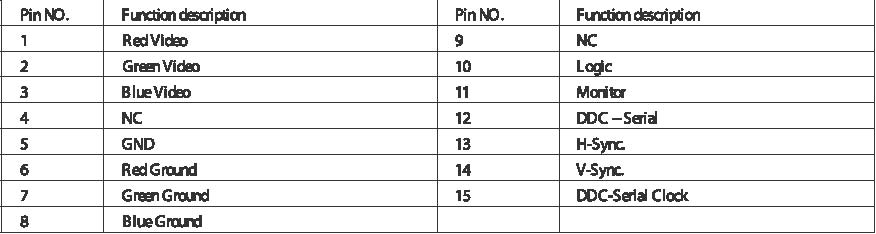 Pin NO. Function description Pin NO. Function description
1 Red Video 9 NC
2 Green Video 10 Logic
3 Blue Video 11 Monitor
4 NC 12 DDC – Serial
5 GND 13 H-Sync.
6 Red Ground 14 V-Sync.
7 Green Ground 15 DDC-Serial Clock
8 Blue Ground